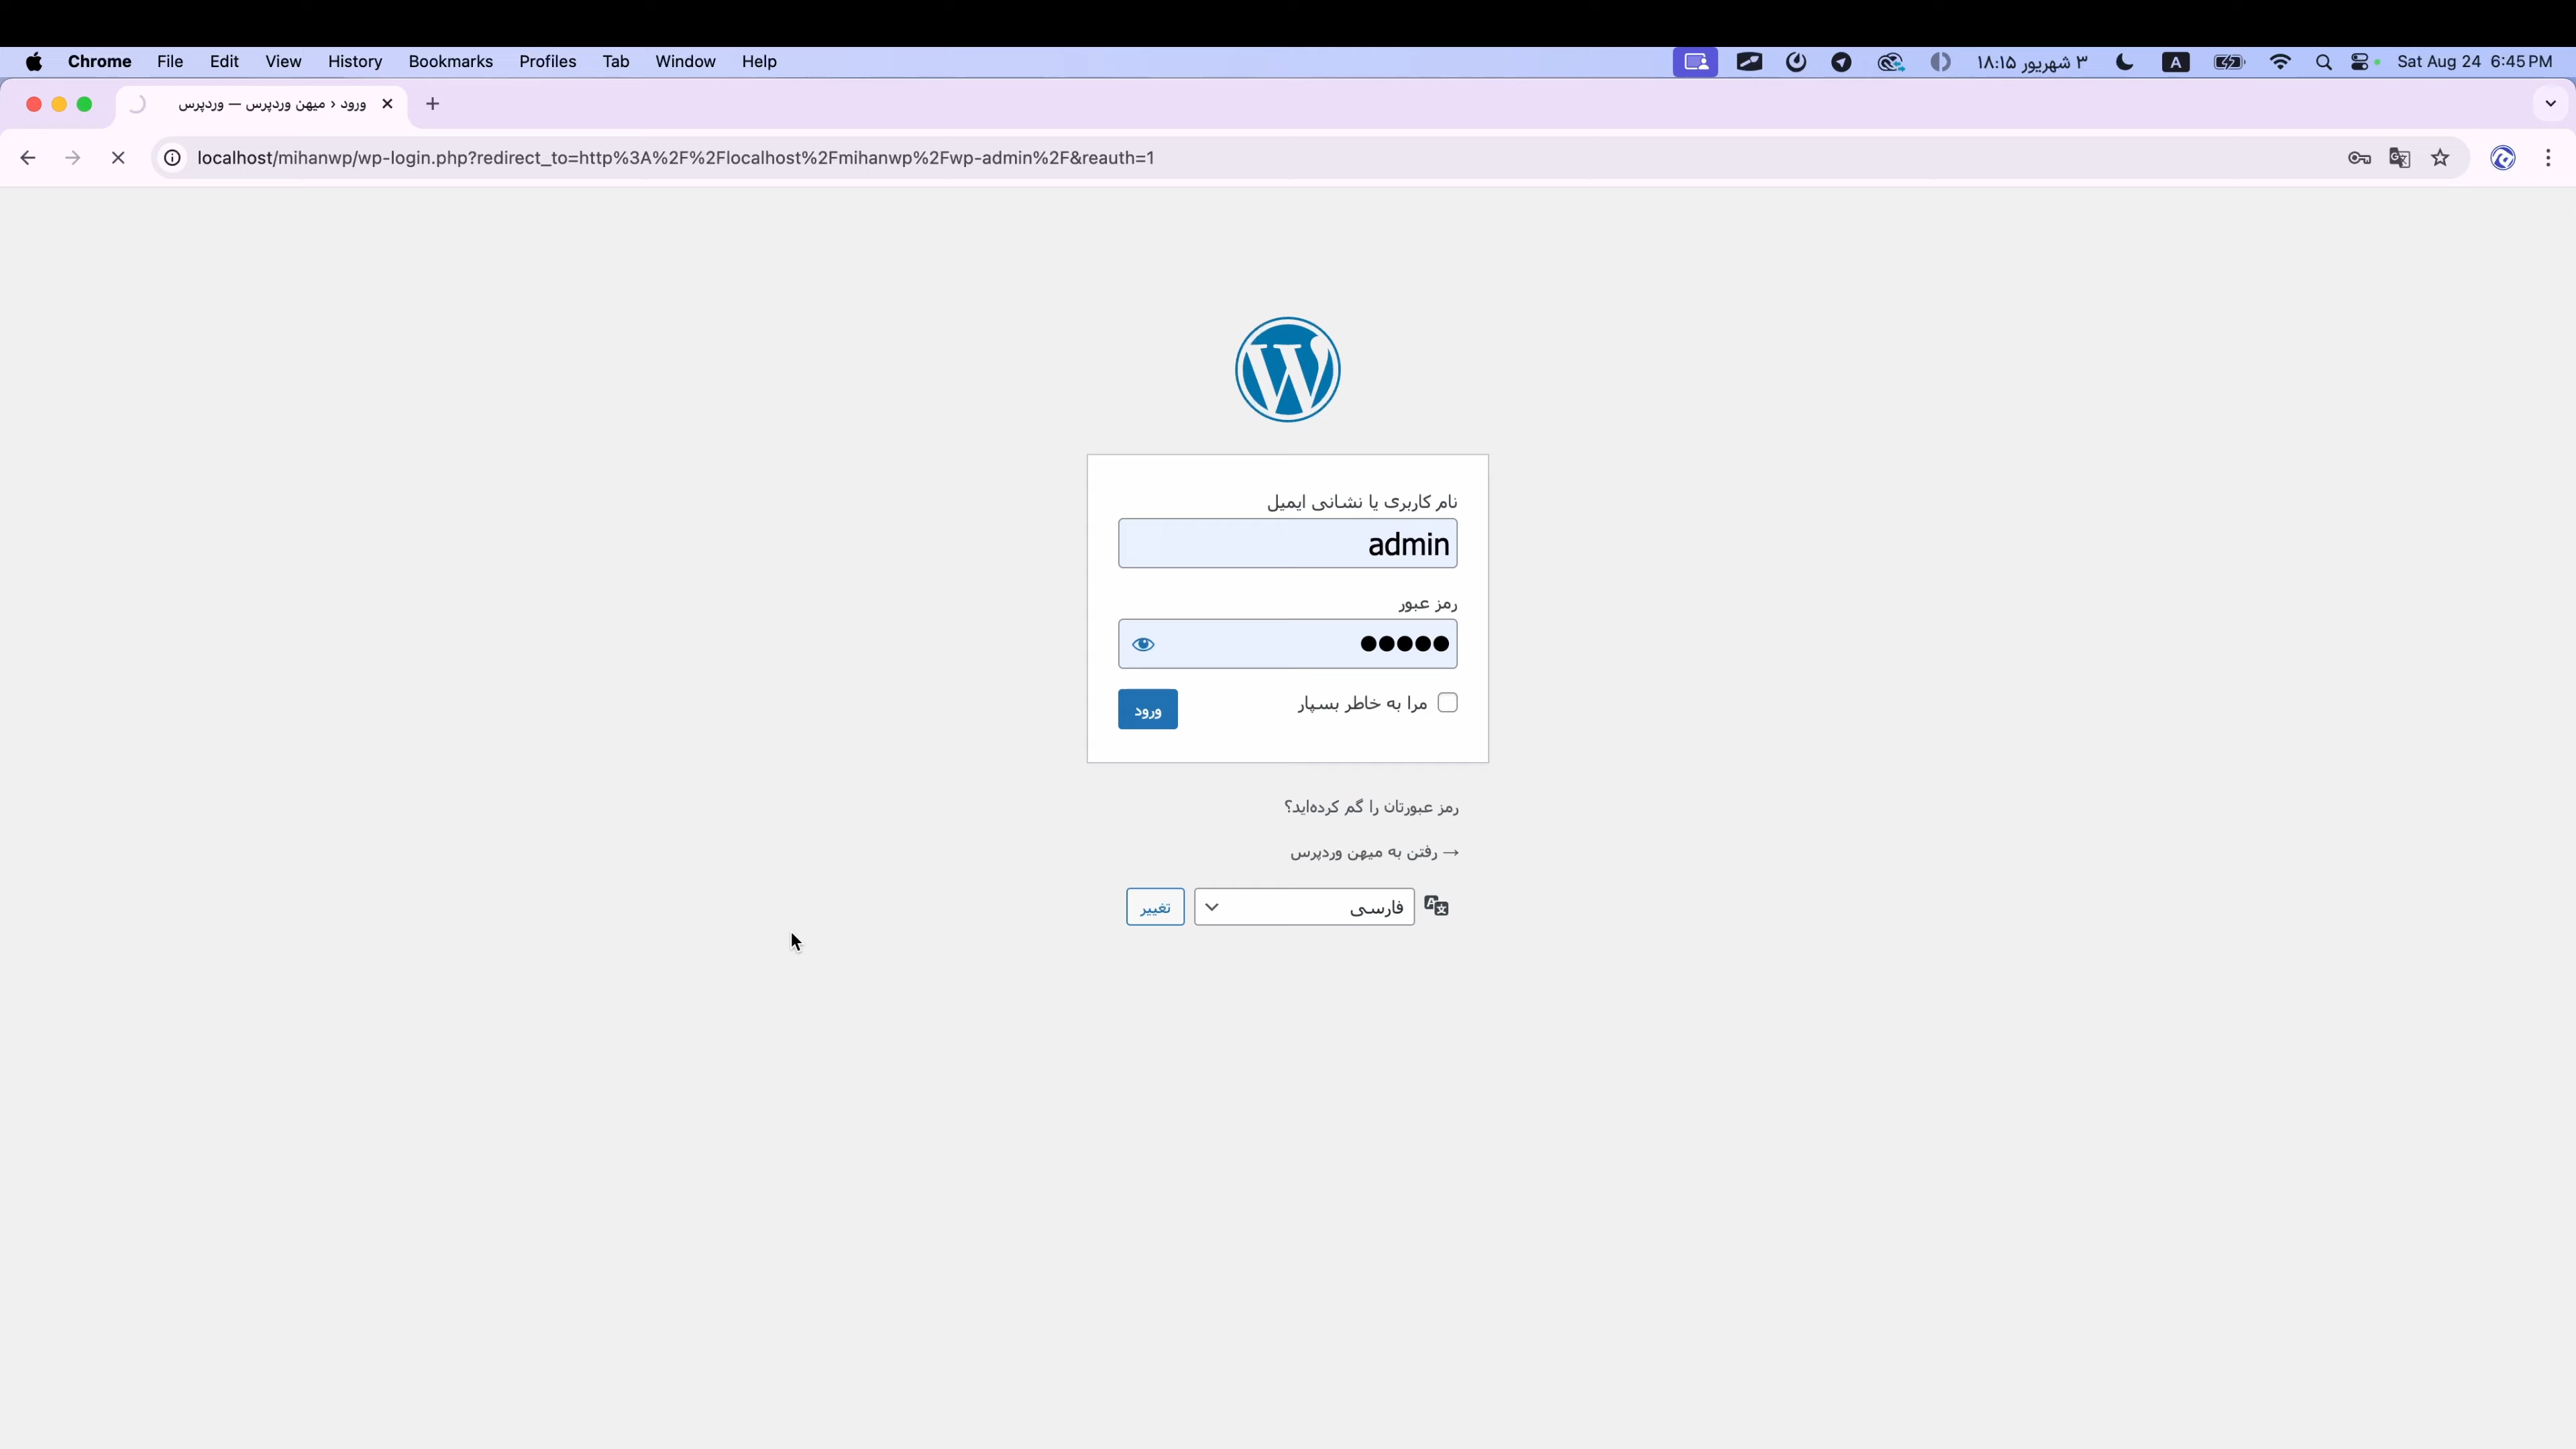 Chrome File Edit View History Bookmarks Profiles Tab Window Help ۳ شهریور ۱۸:۱۵ A Sat Aug 24 6:45 PM
ورود ‹ میهن وردپرس — وردپرس
localhost/mihanwp/wp-login.php?redirect_to=http%3A%2F%2Flocalhost%2Fmihanwp%2Fwp-admin%2F&reauth=1
نام کاربری یا نشانی ایمیل
admin
رمز عبور
●●●●●
مرا به خاطر بسپار ورود
رمز عبورتان را گم کرده‌اید؟
→ رفتن به میهن وردپرس
فارسی تغییر